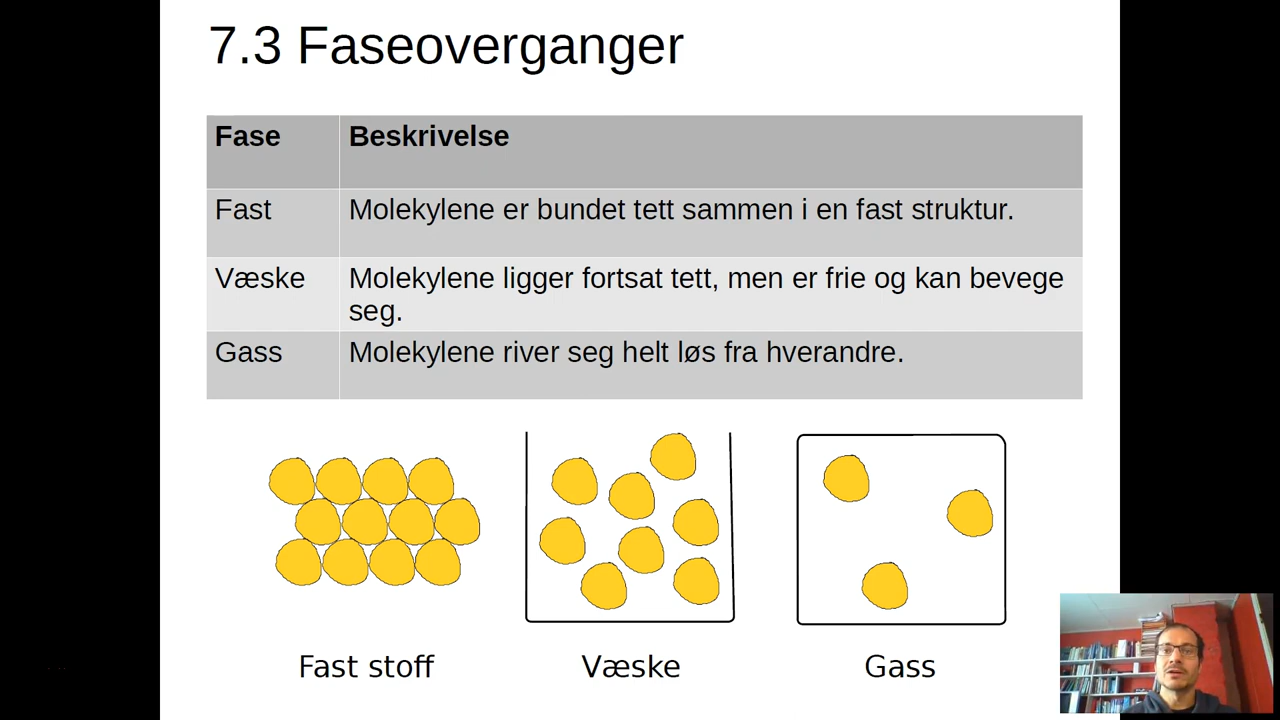 7.3 Faseoverganger
Fase Beskrivelse
Fast Molekylene er bundet tett sammen i en fast struktur.
Væske Molekylene ligger fortsat tett, men er frie og kan bevege
seg.
Gass Molekylene river seg helt løs fra hverandre.
Fast stoff Væske Gass